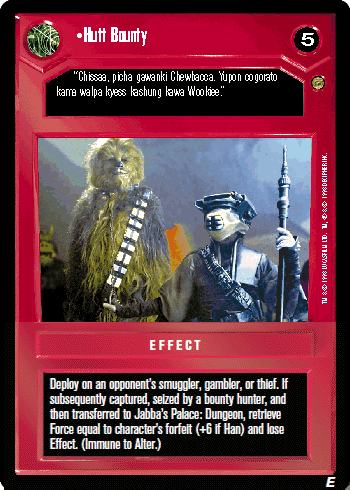 •Hutt Bounty
5
“Chissaa, picha gawanki Chewbacca. Yupon cogorato
kama walpa kyess kashung kawa Wookiee.”
EFFECT
Deploy on an opponent's smuggler, gambler, or thief. If
subsequently captured, seized by a bounty hunter, and
then transferred to Jabba's Palace: Dungeon, retrieve
Force equal to character's forfeit (+6 if Han) and lose
Effect. (Immune to Alter.)
E